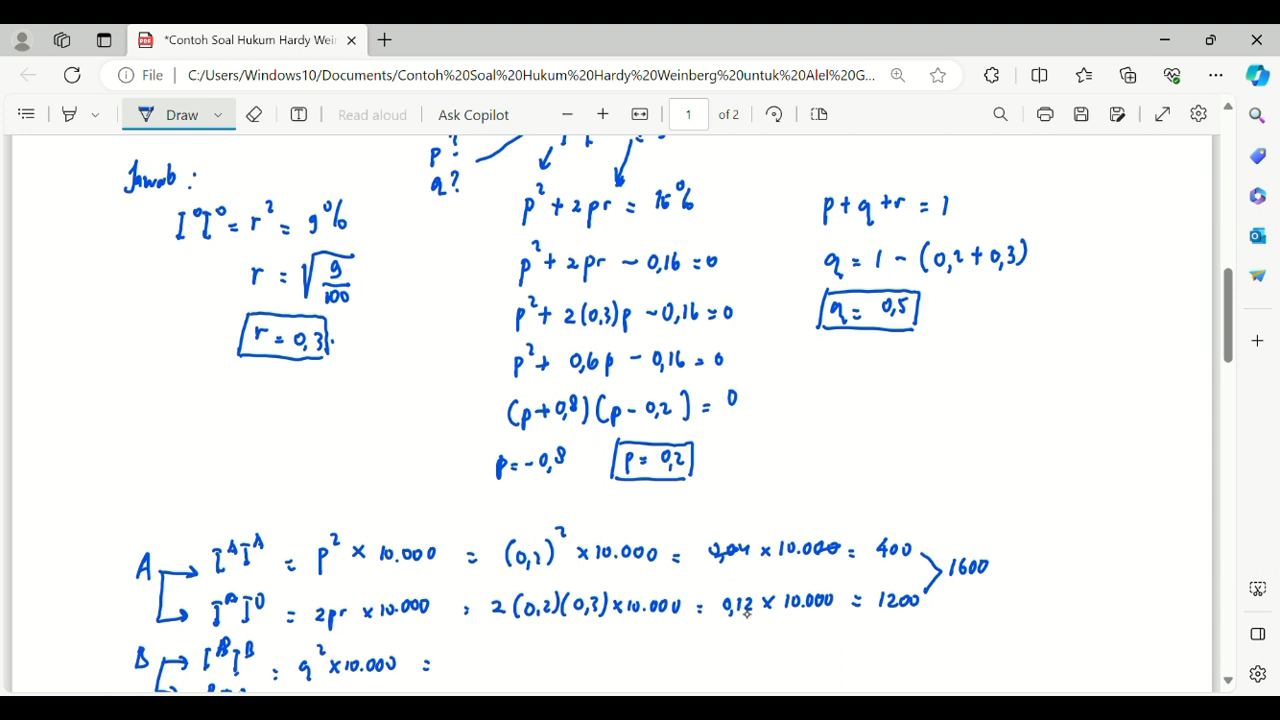 *Contoh Soal Hukum Hardy Wei
File C:/Users/Windows10/Documents/Contoh%20Soal%20Hukum%20Hardy%20Weinberg%20untuk%20Alel%20G...
Draw Read aloud Ask Copilot 1 of 2
p?
q?
Jawab :
I⁰I⁰ = r² = 9%
r = √(9/100)
r = 0,3
p² + 2pr = 16%
p² + 2pr - 0,16 = 0
p² + 2(0,3)p - 0,16 = 0
p² + 0,6p - 0,16 = 0
(p+0,8)(p-0,2) = 0
p = -0,8 p = 0,2
p + q + r = 1
q = 1 - (0,2 + 0,3)
q = 0,5
A → IᴬIᴬ = p² × 10.000 = (0,2)² × 10.000 = 0,04 × 10.000 = 400
1600
→ IᴬI⁰ = 2pr × 10.000 = 2(0,2)(0,3) × 10.000 = 0,12 × 10.000 = 1200
B → IᴮIᴮ = q² × 10.000 =